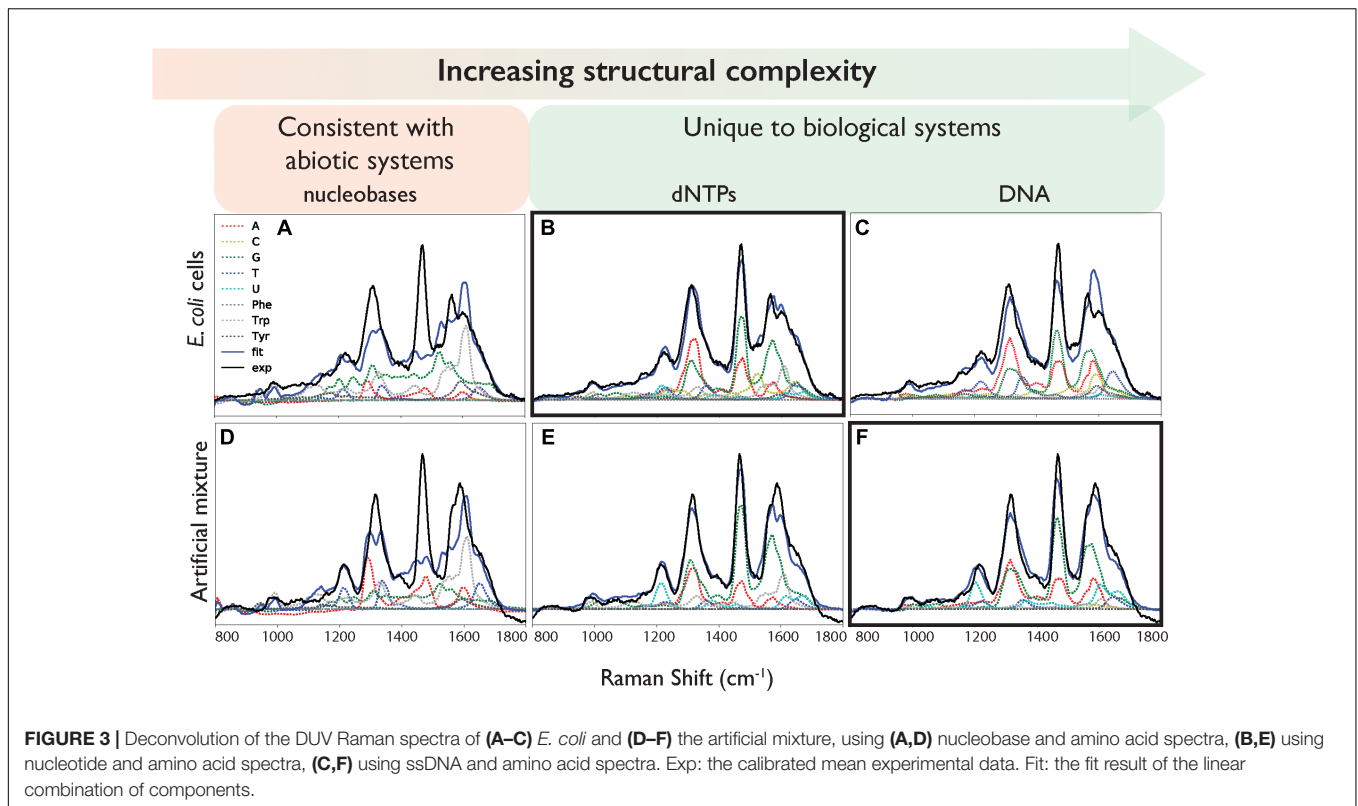 Increasing structural complexity
Consistent with
abiotic systems
nucleobases
Unique to biological systems
dNTPs
DNA
E. coli cells
A
A
C
G
T
U
Phe
Trp
Tyr
fit
exp
B
C
Artificial mixture
D
E
F
800 1000 1200 1400 1600 1800
800 1000 1200 1400 1600 1800
800 1000 1200 1400 1600 1800
Raman Shift (cm-1)
FIGURE 3 | Deconvolution of the DUV Raman spectra of (A–C) E. coli and (D–F) the artificial mixture, using (A,D) nucleobase and amino acid spectra, (B,E) using
nucleotide and amino acid spectra, (C,F) using ssDNA and amino acid spectra. Exp: the calibrated mean experimental data. Fit: the fit result of the linear
combination of components.